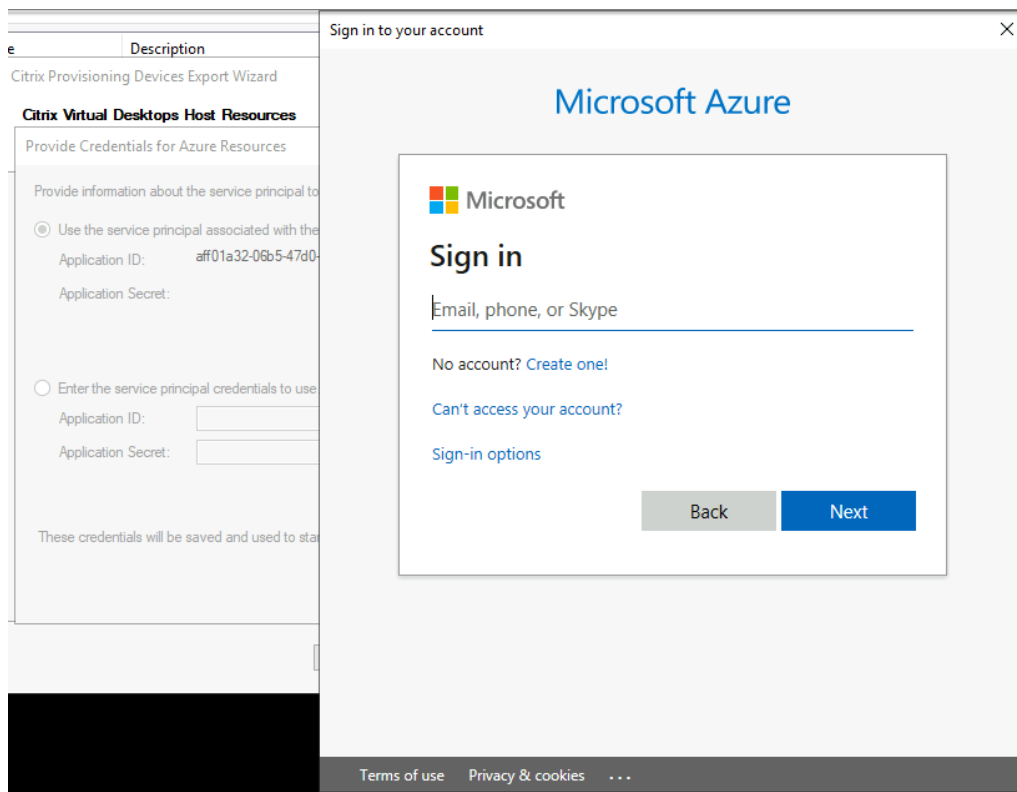 e
Description
Citrix Provisioning Devices Export Wizard
Citrix Virtual Desktops Host Resources
Provide Credentials for Azure Resources
Provide information about the service principal to
Use the service principal associated with the
Application ID: aff01a32-06b5-47d0-
Application Secret:
Enter the service principal credentials to use
Application ID:
Application Secret:
These credentials will be saved and used to star
Sign in to your account
Microsoft Azure
Microsoft
Sign in
Email, phone, or Skype
No account? Create one!
Can't access your account?
Sign-in options
Back
Next
Terms of use Privacy & cookies ...